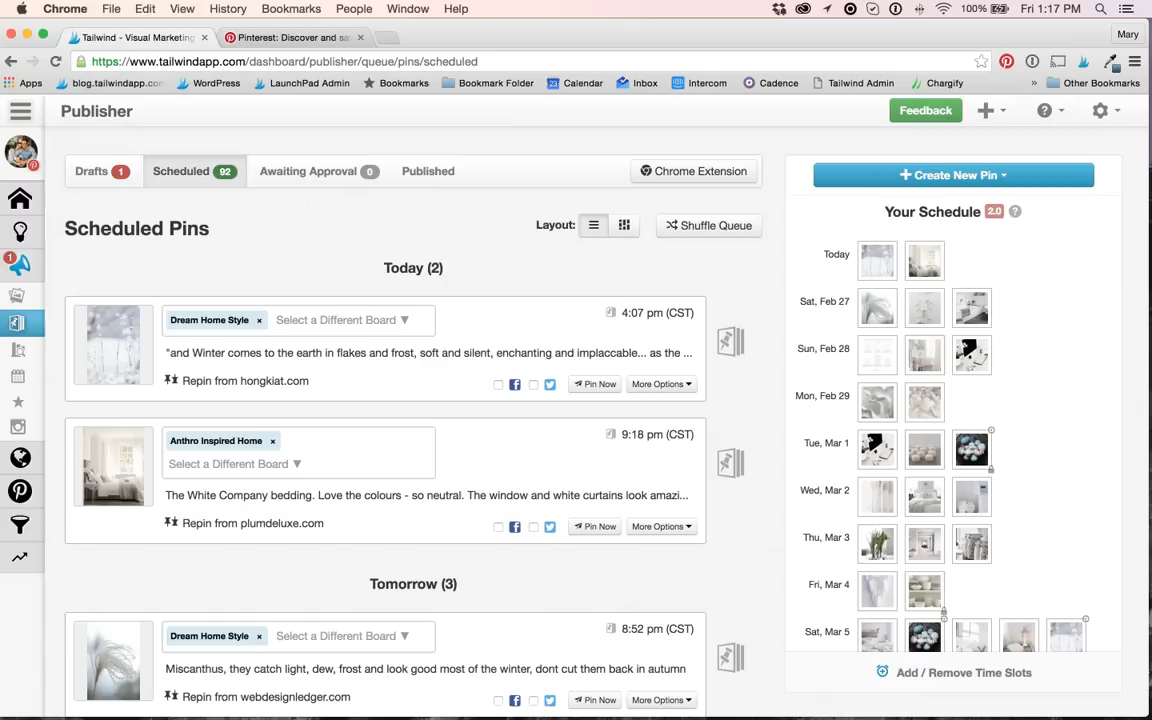 Chrome File Edit View History Bookmarks People Window Help 100% Fri 1:17 PM
Tailwind - Visual Marketing × Pinterest: Discover and sa × Mary
https://www.tailwindapp.com/dashboard/publisher/queue/pins/scheduled
Apps blog.tailwindapp.com WordPress LaunchPad Admin Bookmarks Bookmark Folder 23 Calendar Inbox Intercom Cadence Tailwind Admin Chargify » Other Bookmarks
Publisher Feedback
Drafts 1 Scheduled 92 Awaiting Approval 0 Published Chrome Extension
Create New Pin
Scheduled Pins Layout: Shuffle Queue
Your Schedule 2.0 ?
Today (2)
Dream Home Style × Select a Different Board ▼ 4:07 pm (CST)
"and Winter comes to the earth in flakes and frost, soft and silent, enchanting and implaccable... as the ...
Repin from hongkiat.com Pin Now More Options ▾
Anthro Inspired Home × 9:18 pm (CST)
Select a Different Board ▼
The White Company bedding. Love the colours - so neutral. The window and white curtains look amazi...
Repin from plumdeluxe.com Pin Now More Options ▾
Tomorrow (3)
Dream Home Style × Select a Different Board ▼ 8:52 pm (CST)
Miscanthus, they catch light, dew, frost and look good most of the winter, dont cut them back in autumn
Repin from webdesignledger.com Pin Now More Options ▾
Today
Sat, Feb 27
Sun, Feb 28
Mon, Feb 29
Tue, Mar 1
Wed, Mar 2
Thu, Mar 3
Fri, Mar 4
Sat, Mar 5
Add / Remove Time Slots
1